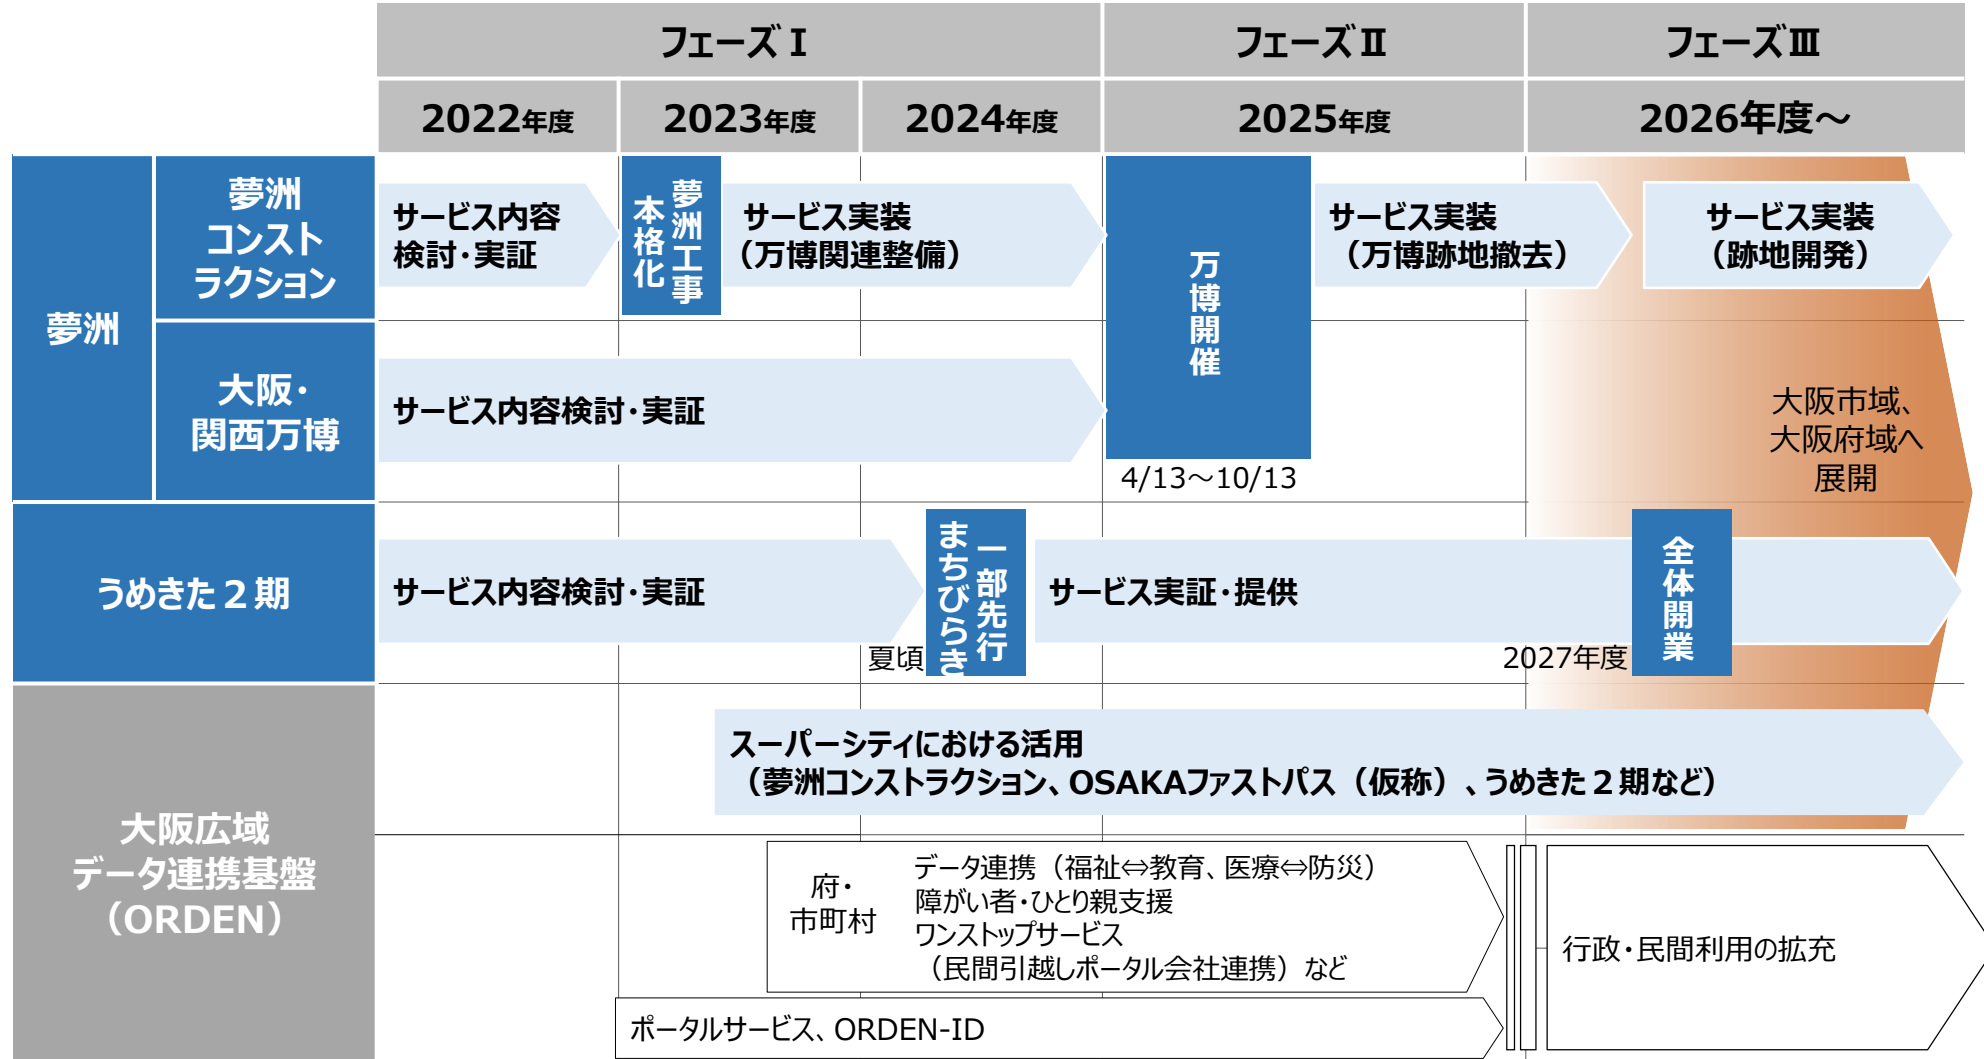 フェーズⅠ
フェーズⅡ
フェーズⅢ
2022年度
2023年度
2024年度
2025年度
2026年度～
夢洲
夢洲
コンスト
ラクション
サービス内容
検討・実証
夢洲工事
本格化
サービス実装
（万博関連整備）
万博開催
4/13～10/13
サービス実装
（万博跡地撤去）
サービス実装
（跡地開発）
大阪・
関西万博
サービス内容検討・実証
大阪市域、
大阪府域へ
展開
うめきた２期
サービス内容検討・実証
夏頃
一部先行
まちびらき
サービス実証・提供
2027年度
全体開業
大阪広域
データ連携基盤
（ORDEN）
スーパーシティにおける活用
（夢洲コンストラクション、OSAKAファストパス（仮称）、うめきた２期など）
府・
市町村
データ連携（福祉⇔教育、医療⇔防災）
障がい者・ひとり親支援
ワンストップサービス
（民間引越しポータル会社連携）など
行政・民間利用の拡充
ポータルサービス、ORDEN-ID